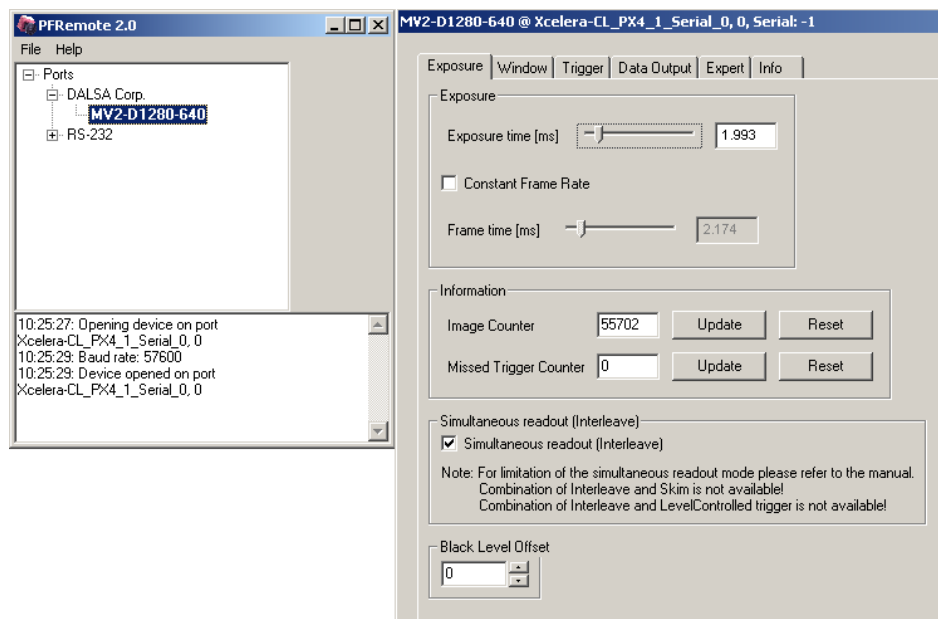 PFRemote 2.0
File Help
Ports
DALSA Corp.
MV2-D1280-640
RS-232
10:25:27: Opening device on port
Xcelera-CL_PX4_1_Serial_0, 0
10:25:29: Baud rate: 57600
10:25:29: Device opened on port
Xcelera-CL_PX4_1_Serial_0, 0
MV2-D1280-640 @ Xcelera-CL_PX4_1_Serial_0, 0, Serial: -1
Exposure Window Trigger Data Output Expert Info
Exposure
Exposure time [ms] 1.993
Constant Frame Rate
Frame time [ms] 2.174
Information
Image Counter 55702 Update Reset
Missed Trigger Counter 0 Update Reset
Simultaneous readout (Interleave)
Simultaneous readout (Interleave)
Note: For limitation of the simultaneous readout mode please refer to the manual.
Combination of Interleave and Skim is not available!
Combination of Interleave and LevelControlled trigger is not available!
Black Level Offset
0